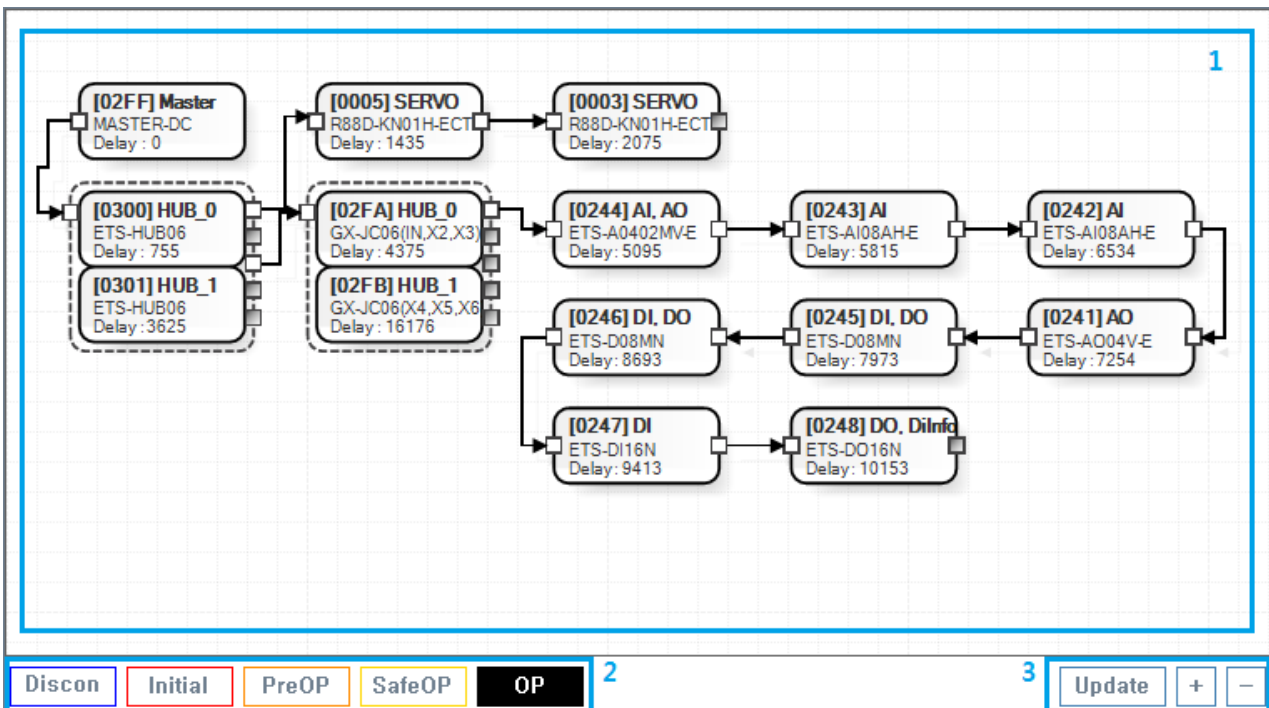 1
[02FF] Master
MASTER-DC
Delay : 0
[0005] SERVO
R88D-KN01H-ECT
Delay : 1435
[0003] SERVO
R88D-KN01H-ECT
Delay: 2075
[0300] HUB_0
ETS-HUB06
Delay : 755
[0301] HUB_1
ETS-HUB06
Delay:3625
[02FA] HUB_0
GX-JC06(IN,X2,X3)
Delay : 4375
[02FB] HUB_1
GX-JC06(X4,X5,X6
Delay : 16176
[0244] AI, AO
ETS-A0402MV-E
Delay : 5095
[0243] AI
ETS-AI08AH-E
Delay : 5815
[0242] AI
ETS-AI08AH-E
Delay : 6534
[0246] DI, DO
ETS-D08MN
Delay : 8693
[0245] DI, DO
ETS-D08MN
Delay : 7973
[0241] AO
ETS-AO04V-E
Delay : 7254
[0247] DI
ETS-DI16N
Delay: 9413
[0248] DO, DiInfo
ETS-DO16N
Delay : 10153
Discon Initial PreOP SafeOP OP 2 3 Update + −